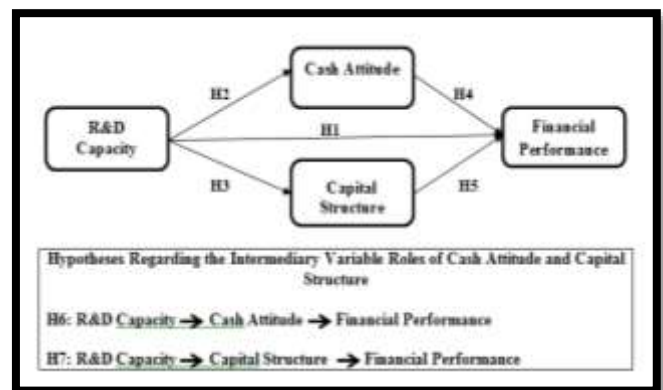 Cash Attitude
H2
H4
R&D
Capacity
H1
Financial
Performance
H3
Capital
Structure
H5
Hypotheses Regarding the Intermediary Variable Roles of Cash Attitude and Capital
Structure
H6: R&D Capacity → Cash Attitude → Financial Performance
H7: R&D Capacity → Capital Structure → Financial Performance